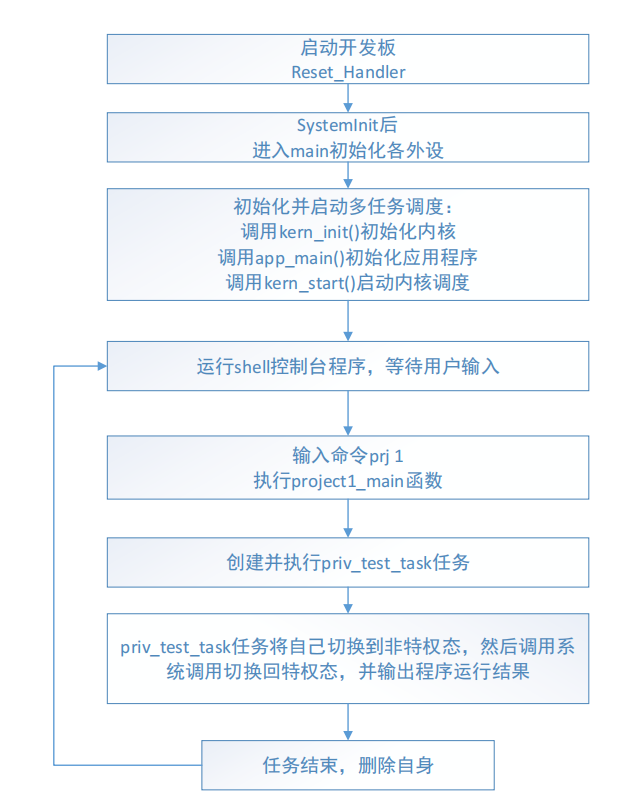 启动开发板
Reset_Handler
SystemInit后
进入main初始化各外设
初始化并启动多任务调度：
调用kern_init()初始化内核
调用app_main()初始化应用程序
调用kern_start()启动内核调度
运行shell控制台程序，等待用户输入
输入命令prj 1
执行project1_main函数
创建并执行priv_test_task任务
priv_test_task任务将自己切换到非特权态，然后调用系
统调用切换回特权态，并输出程序运行结果
任务结束，删除自身